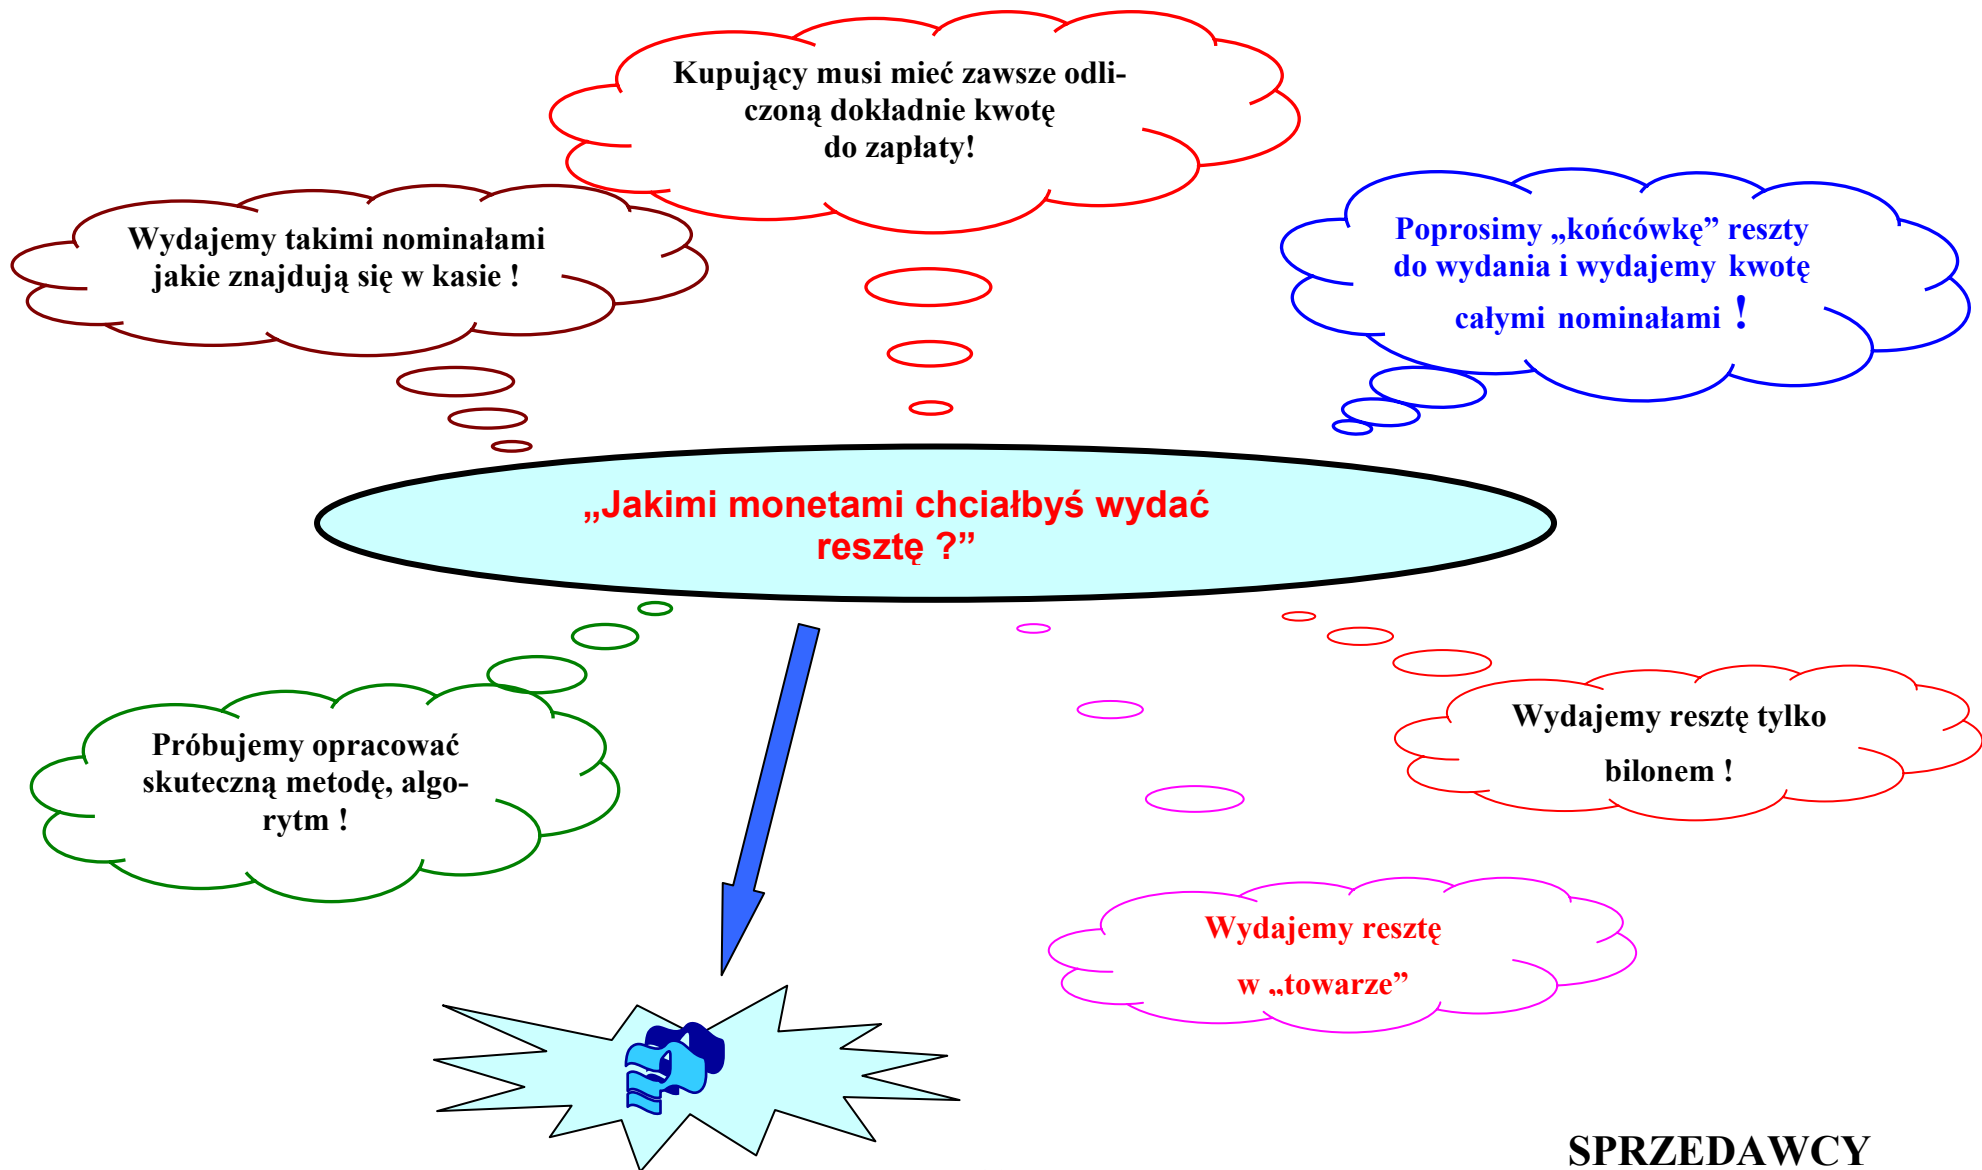 Kupujący musi mieć zawsze odli-
czoną dokładnie kwotę
do zapłaty!
Wydajemy takimi nominałami
jakie znajdują się w kasie !
Poprosimy „końcówkę” reszty
do wydania i wydajemy kwotę
całymi nominałami !
„Jakimi monetami chciałbyś wydać
resztę ?”
Próbujemy opracować
skuteczną metodę, algo-
rytm !
Wydajemy resztę tylko
bilonem !
Wydajemy resztę
w „towarze”
SPRZEDAWCY